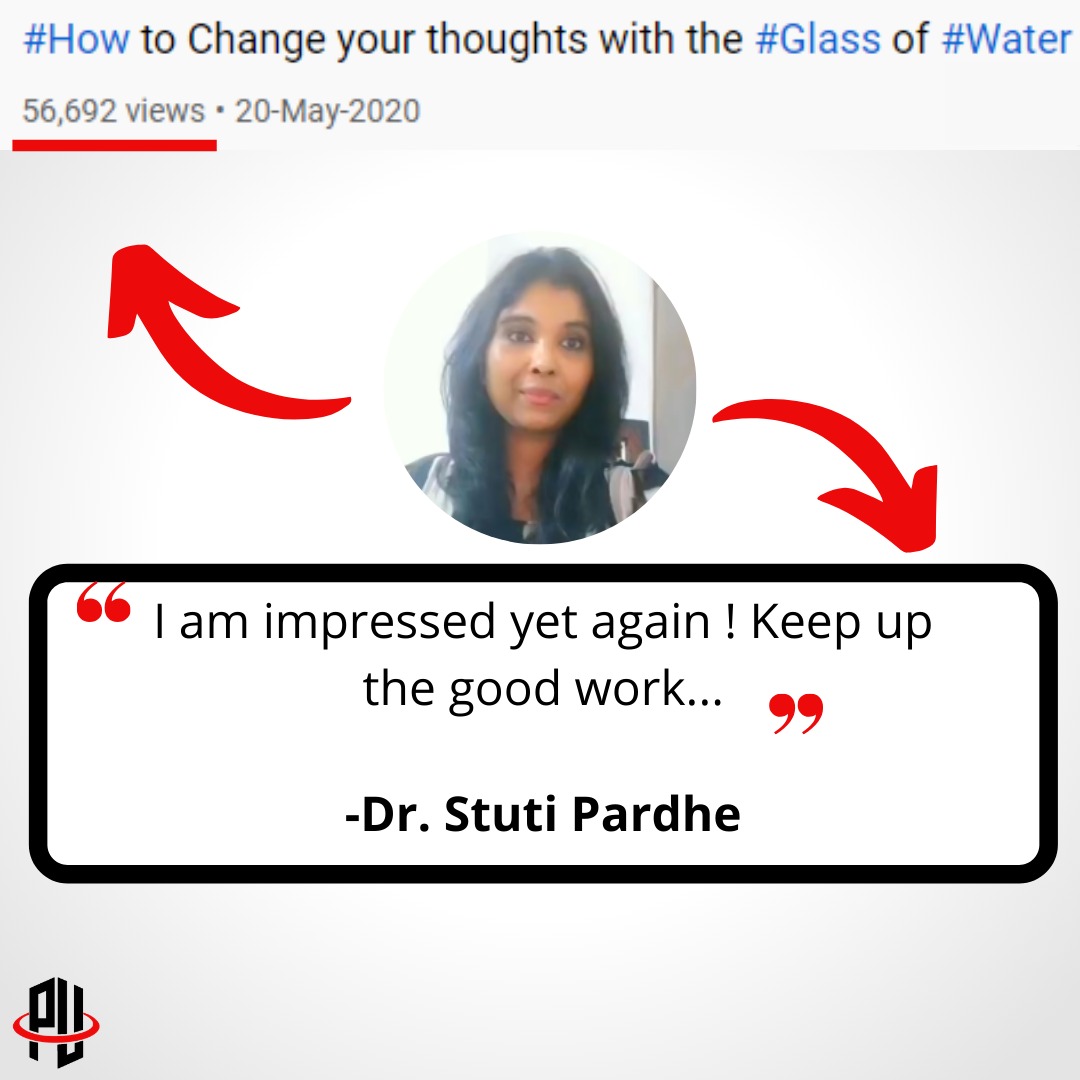 #How to Change your thoughts with the #Glass of #Water
56,692 views • 20-May-2020
“ I am impressed yet again ! Keep up
the good work... ”
-Dr. Stuti Pardhe
PU